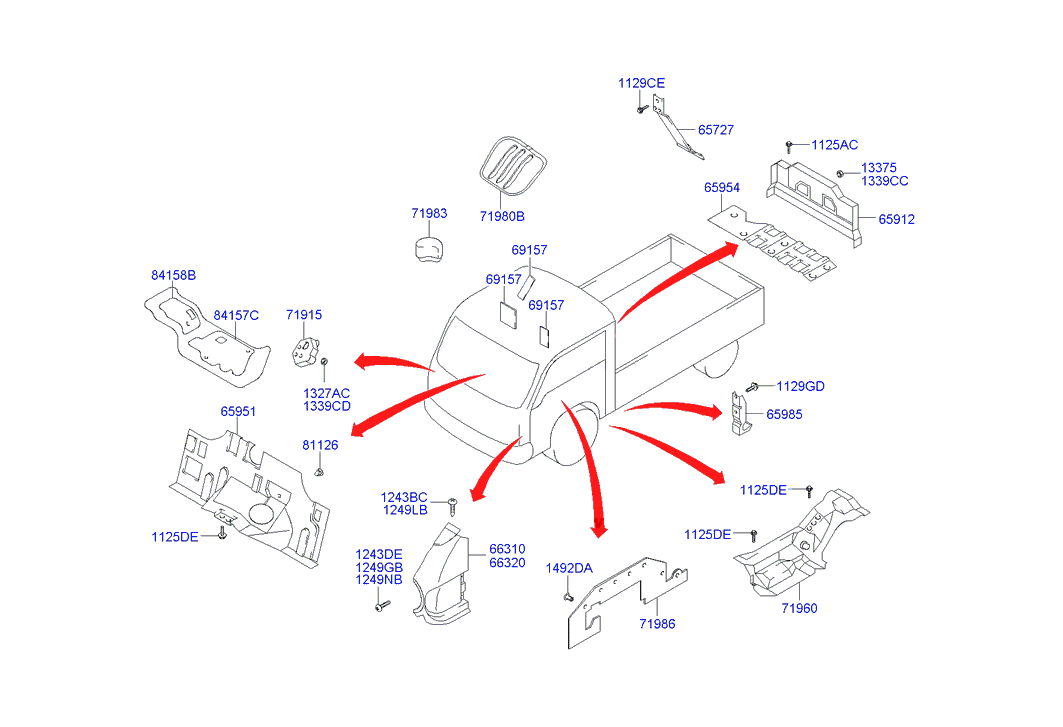 1129CE
65727
1125AC
13375
1339CC
65954
65912
71983
71980B
69157
69157
69157
84158B
84157C
71915
1327AC
1339CD
65951
81126
1129GD
65985
1243BC
1249LB
1125DE
1125DE
1125DE
66310
66320
1243DE
1249GB
1249NB
1492DA
71986
71960